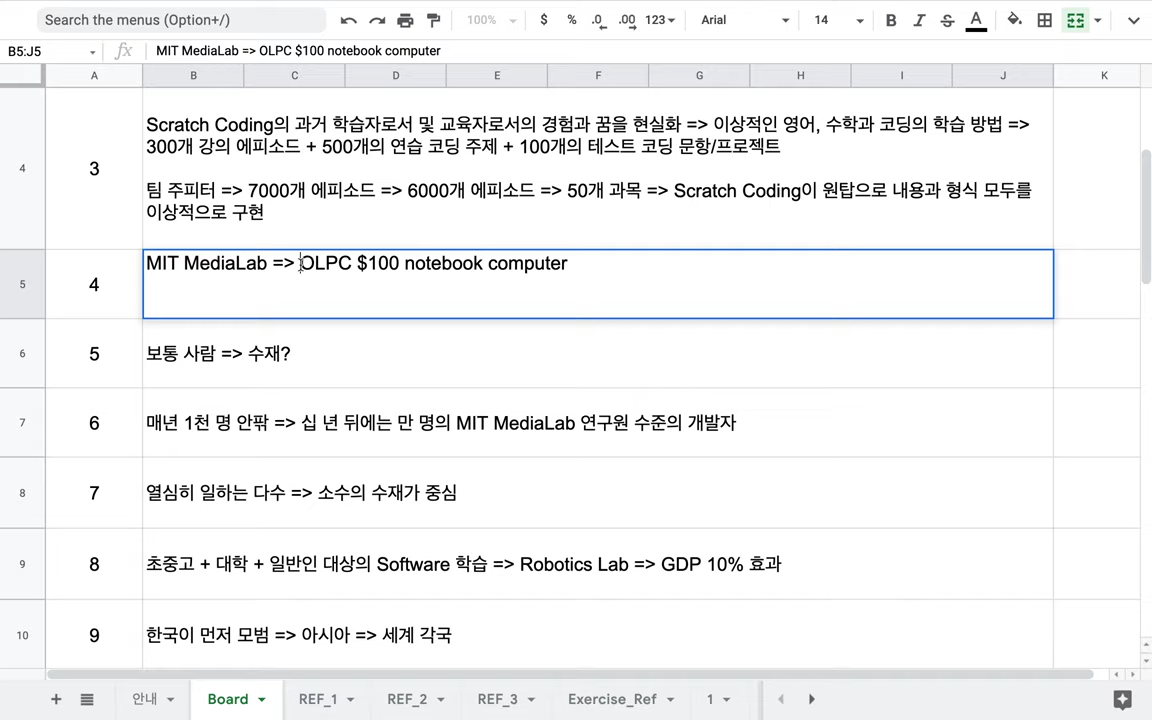 Search the menus (Option+/)
100%
$ % .0 .00 123
Arial
14
B I S A
B5:J5
fx
MIT MediaLab => OLPC $100 notebook computer
A B C D E F G H I J K
4
3
Scratch Coding의 과거 학습자로서 및 교육자로서의 경험과 꿈을 현실화 => 이상적인 영어, 수학과 코딩의 학습 방법 =>
300개 강의 에피소드 + 500개의 연습 코딩 주제 + 100개의 테스트 코딩 문항/프로젝트
팀 주피터 => 7000개 에피소드 => 6000개 에피소드 => 50개 과목 => Scratch Coding이 원탑으로 내용과 형식 모두를
이상적으로 구현
5
4
MIT MediaLab => OLPC $100 notebook computer
6
5
보통 사람 => 수재?
7
6
매년 1천 명 안팎 => 십 년 뒤에는 만 명의 MIT MediaLab 연구원 수준의 개발자
8
7
열심히 일하는 다수 => 소수의 수재가 중심
9
8
초중고 + 대학 + 일반인 대상의 Software 학습 => Robotics Lab => GDP 10% 효과
10
9
한국이 먼저 모범 => 아시아 => 세계 각국
안내 Board REF_1 REF_2 REF_3 Exercise_Ref 1